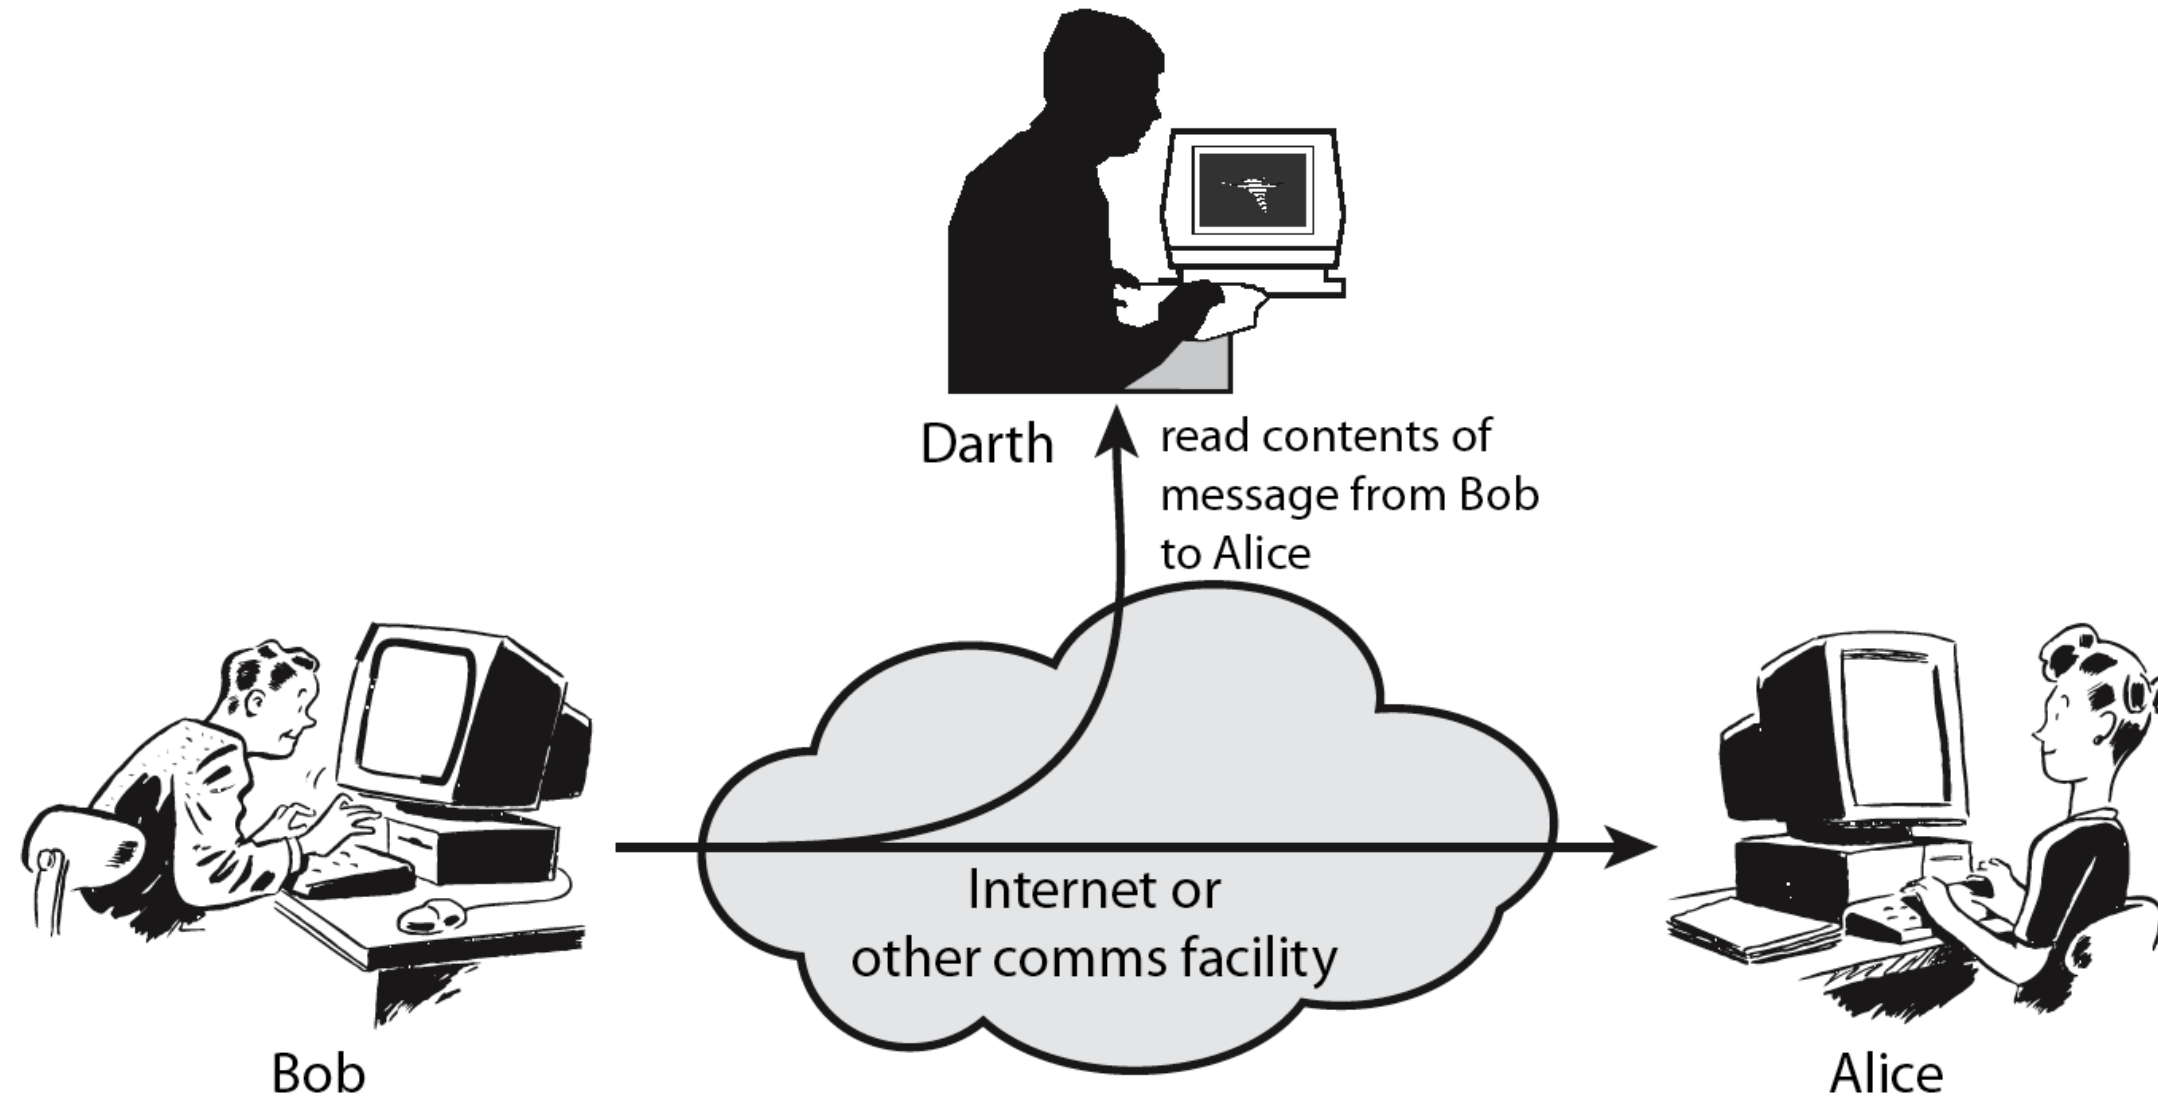 Darth
read contents of
message from Bob
to Alice
Internet or
other comms facility
Bob
Alice